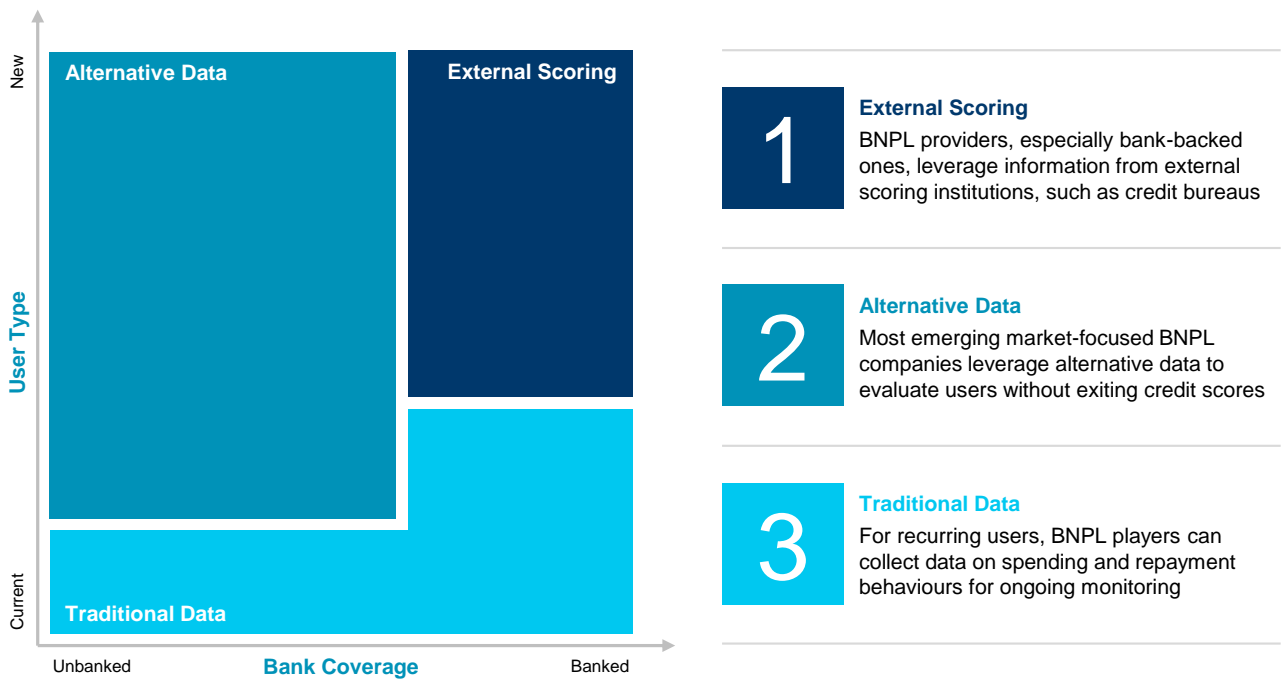 New
Alternative Data
External Scoring
User Type
Current
Traditional Data
Unbanked
Bank Coverage
Banked
1
External Scoring
BNPL providers, especially bank-backed
ones, leverage information from external
scoring institutions, such as credit bureaus
2
Alternative Data
Most emerging market-focused BNPL
companies leverage alternative data to
evaluate users without exiting credit scores
3
Traditional Data
For recurring users, BNPL players can
collect data on spending and repayment
behaviours for ongoing monitoring